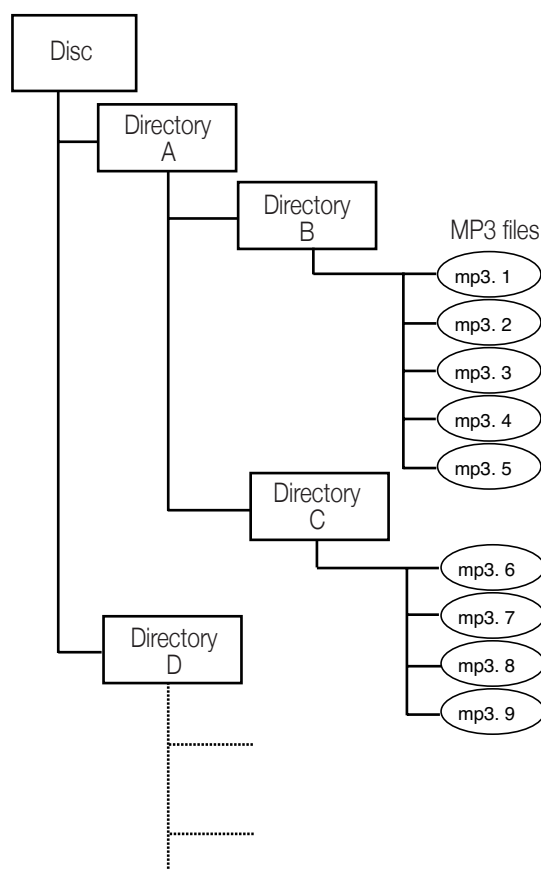 Disc
Directory
A
Directory
B
MP3 files
mp3. 1
mp3. 2
mp3. 3
mp3. 4
mp3. 5
Directory
C
mp3. 6
mp3. 7
mp3. 8
mp3. 9
Directory
D